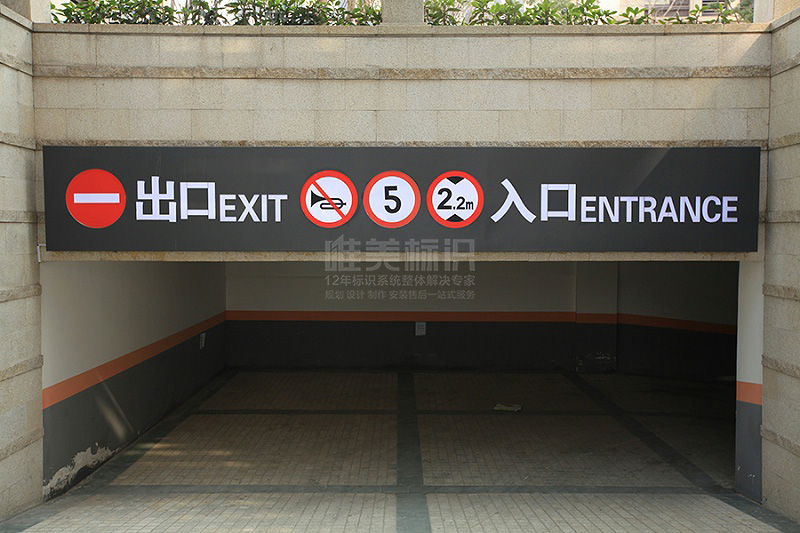 出口EXIT 5 2.2m 入口ENTRANCE
唯美标识
12年标识系统整体解决专家
规划 设计 制作 安装售后一站式服务